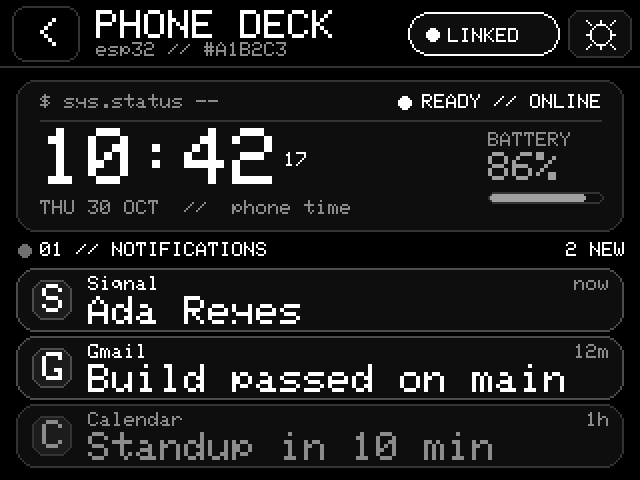 PHONE DECK
esp32 // #A1B2C3
LINKED
$ sys.status --
READY // ONLINE
10:42 17
BATTERY
86%
THU 30 OCT // phone time
01 // NOTIFICATIONS
2 NEW
S
Signal
now
Ada Reyes
G
Gmail
12m
Build passed on main
C
Calendar
1h
Standup in 10 min